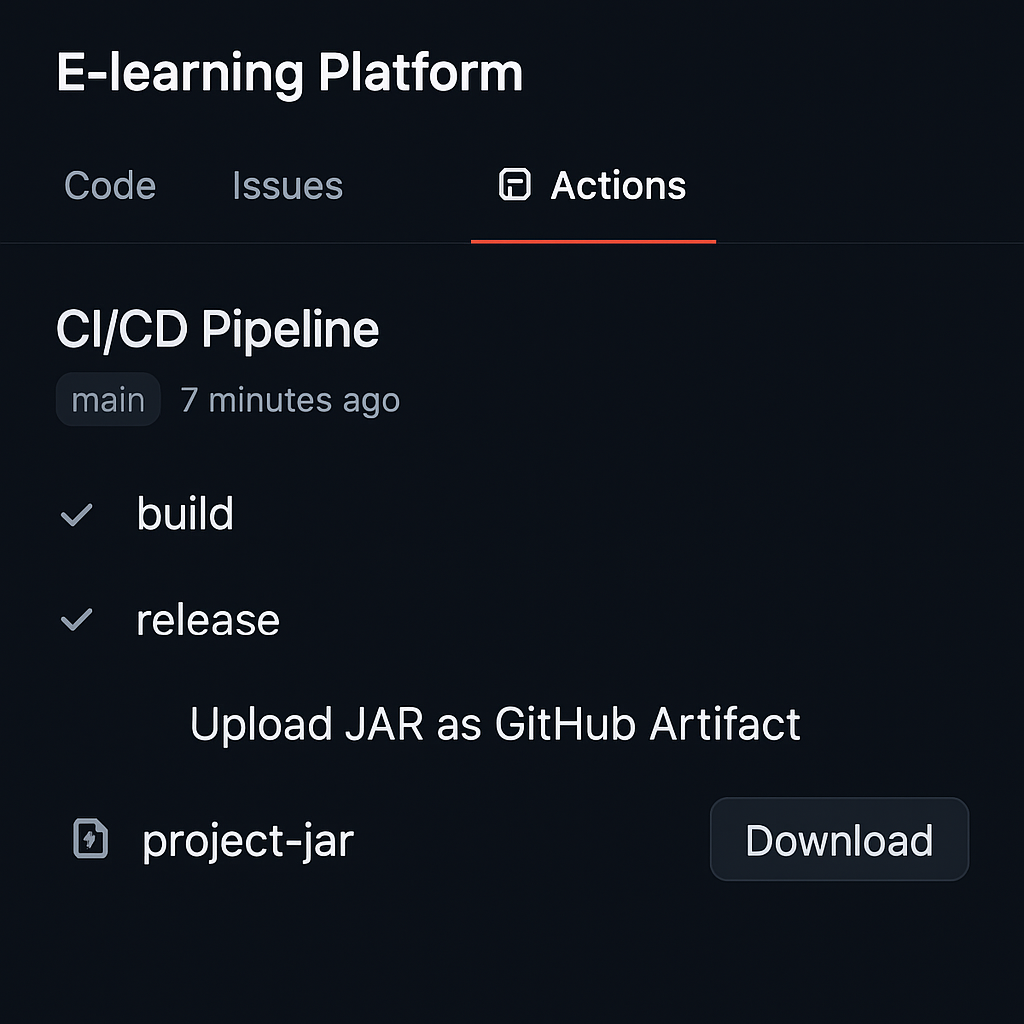 E-learning Platform
Code Issues Actions
CI/CD Pipeline
main 7 minutes ago
build
release
Upload JAR as GitHub Artifact
project-jar Download